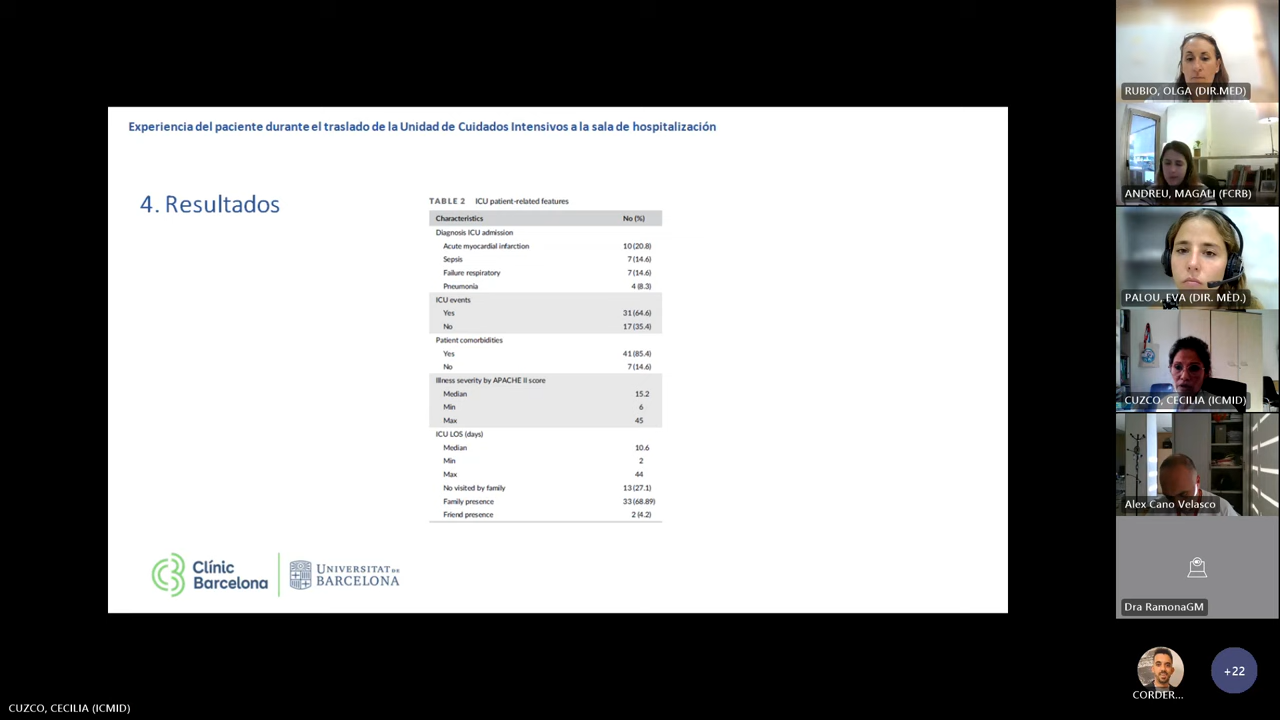 Experiencia del paciente durante el traslado de la Unidad de Cuidados Intensivos a la sala de hospitalización
4. Resultados
TABLE 2 ICU patient-related features
Characteristics No (%)
Diagnosis ICU admission
Acute myocardial infarction 10 (20.8)
Sepsis 7 (14.6)
Failure respiratory 7 (14.6)
Pneumonia 4 (8.3)
ICU events
Yes 31 (64.6)
No 17 (35.4)
Patient comorbidities
Yes 41 (85.4)
No 7 (14.6)
Illness severity by APACHE II score
Median 15.2
Min 6
Max 45
ICU LOS (days)
Median 10.6
Min 2
Max 44
No visited by family 13 (27.1)
Family presence 33 (68.89)
Friend presence 2 (4.2)
Clínic
Barcelona
UNIVERSITAT DE
BARCELONA
RUBIO, OLGA (DIR.MED)
ANDREU, MAGALI (FCRB)
PALOU, EVA (DIR. MÈD.)
CUZCO, CECILIA (ICMID)
Alex Cano Velasco
Dra RamonaGM
CORDER...
+22
CUZCO, CECILIA (ICMID)